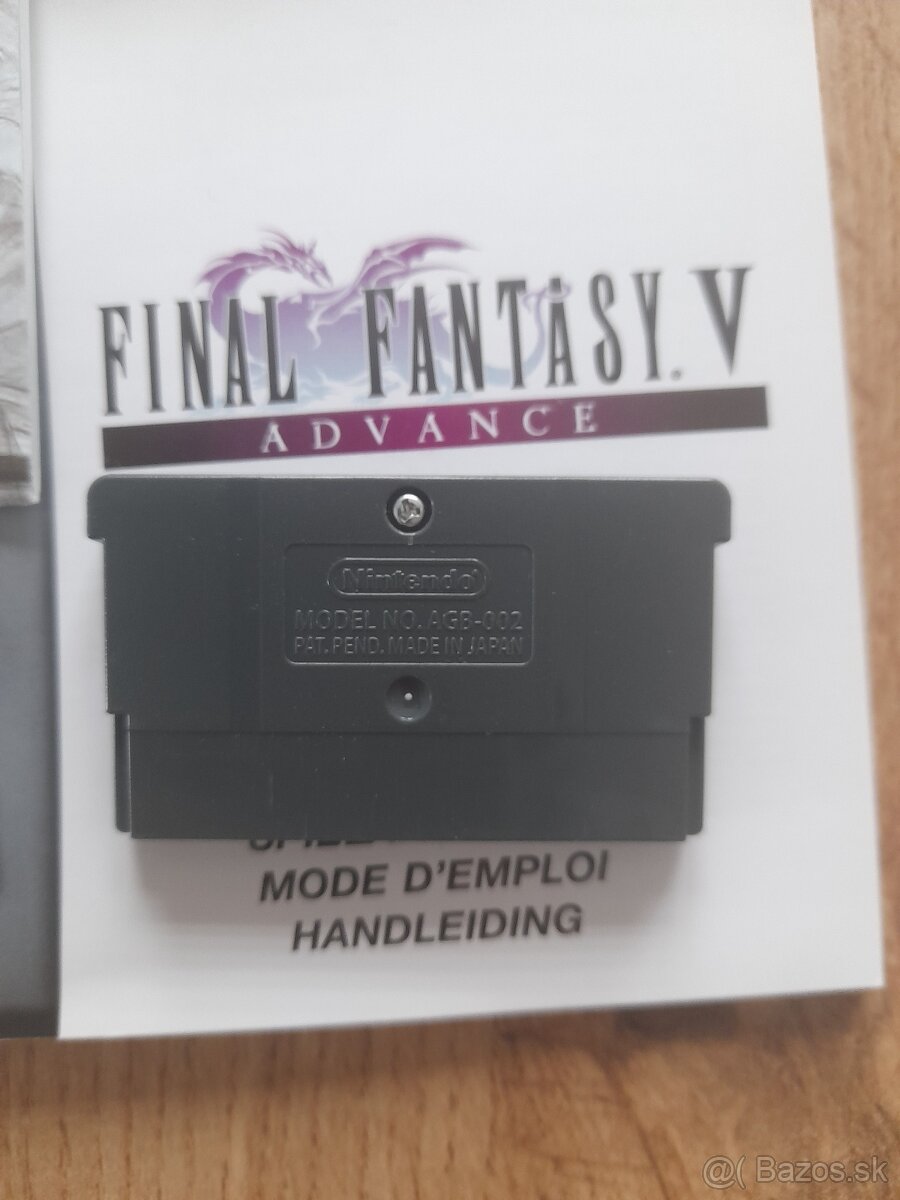 FINAL FANTASY. V
ADVANCE
Nintendo
MODEL NO. AGB-002
PAT. PEND. MADE IN JAPAN
MODE D'EMPLOI
HANDLEIDING
@( Bazos.sk